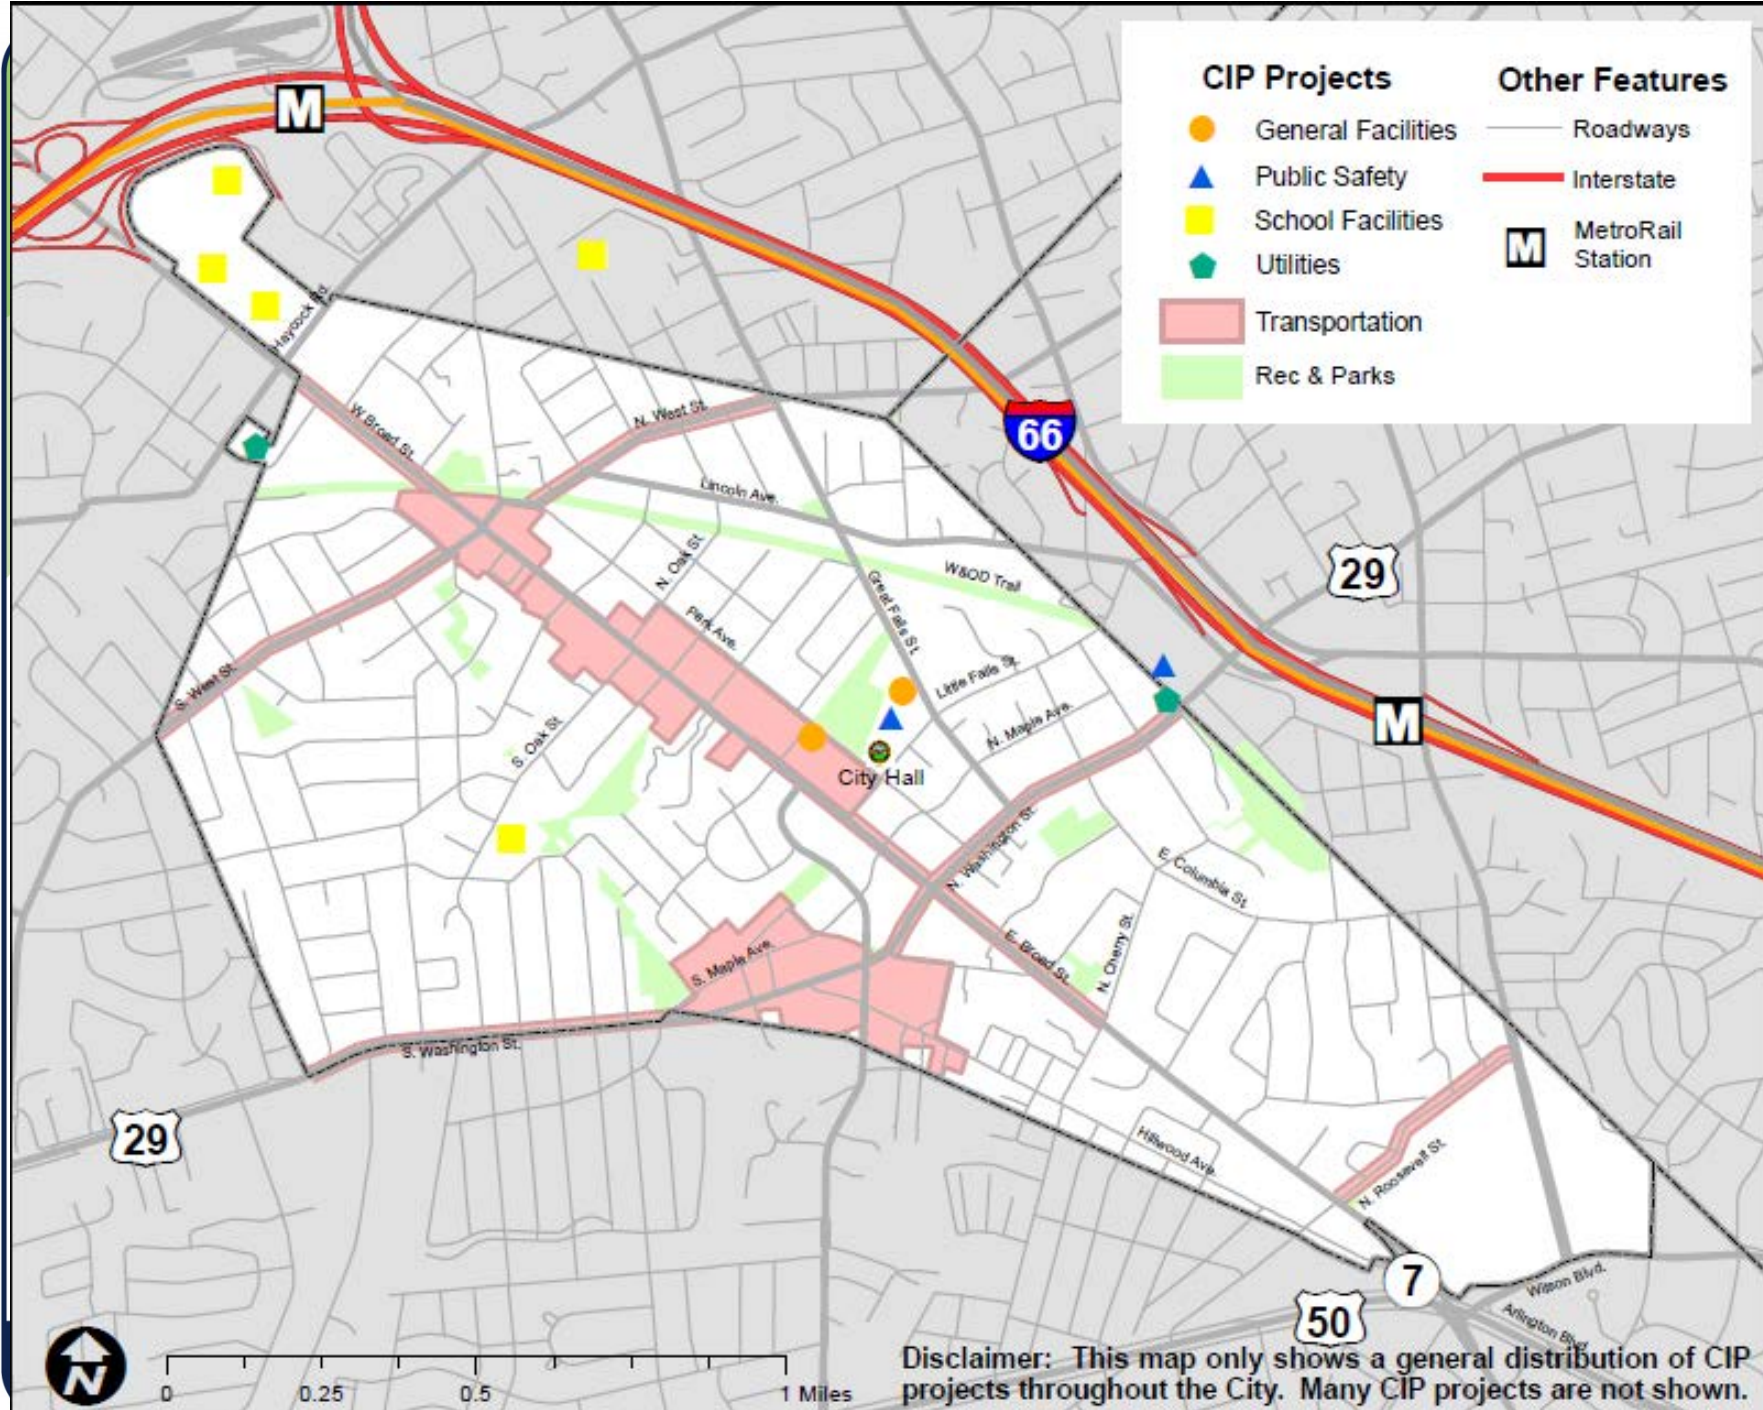 CIP Projects
General Facilities
Public Safety
School Facilities
Utilities
Transportation
Rec & Parks
Other Features
Roadways
Interstate
M
MetroRail
Station
M
Haycock Rd.
W Broad St.
N. West St.
66
Lincoln Ave.
29
N. Oak St.
W&OD Trail
Park Ave.
Great Falls St.
Little Falls St.
S. West St.
N. Maple Ave.
M
S. Oak St.
City Hall
N. Washington St.
E. Columbia St.
S. Maple Ave.
E. Broad St.
N. Cherry St.
S. Washington St.
29
Hillwood Ave.
N. Roosevelt St.
7
Wilson Blvd.
50
Arlington Blvd.
N
0 0.25 0.5 1 Miles
Disclaimer: This map only shows a general distribution of CIP
projects throughout the City. Many CIP projects are not shown.